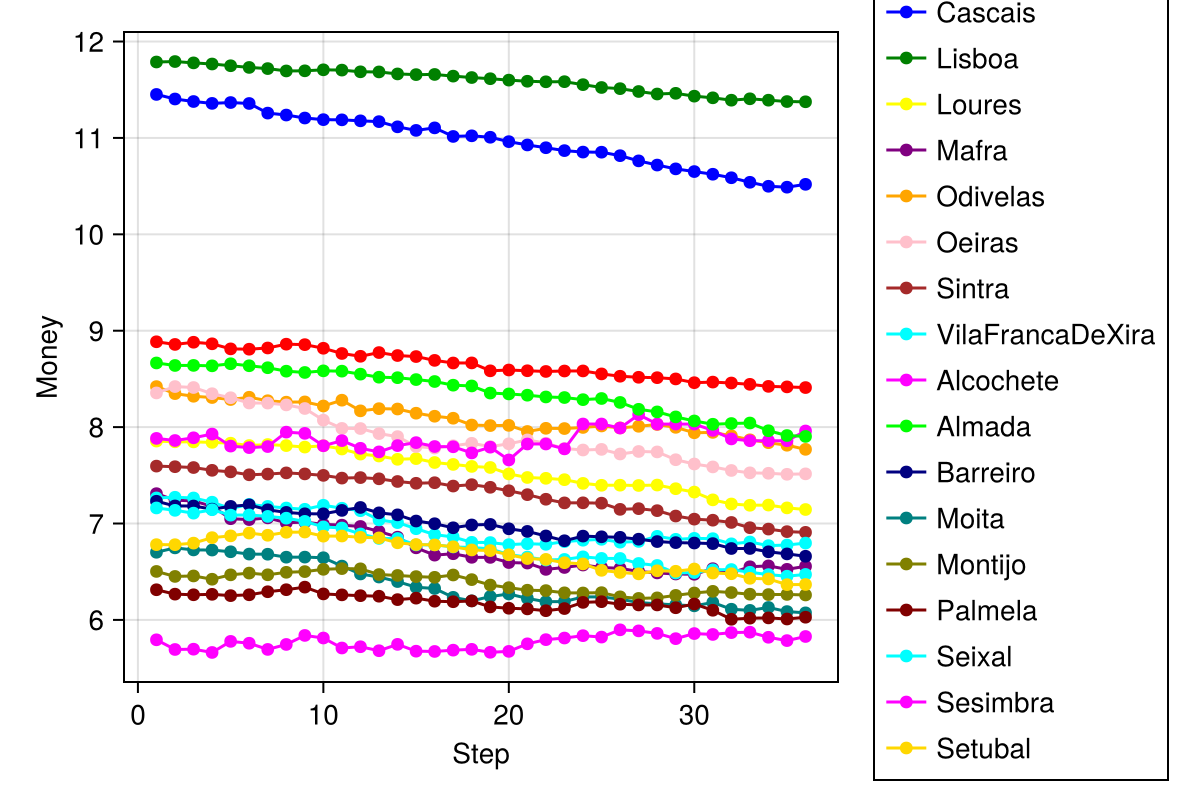 12
11
10
9
8
7
6
Money
0 10 20 30
Step
Cascais
Lisboa
Loures
Mafra
Odivelas
Oeiras
Sintra
VilaFrancaDeXira
Alcochete
Almada
Barreiro
Moita
Montijo
Palmela
Seixal
Sesimbra
Setubal